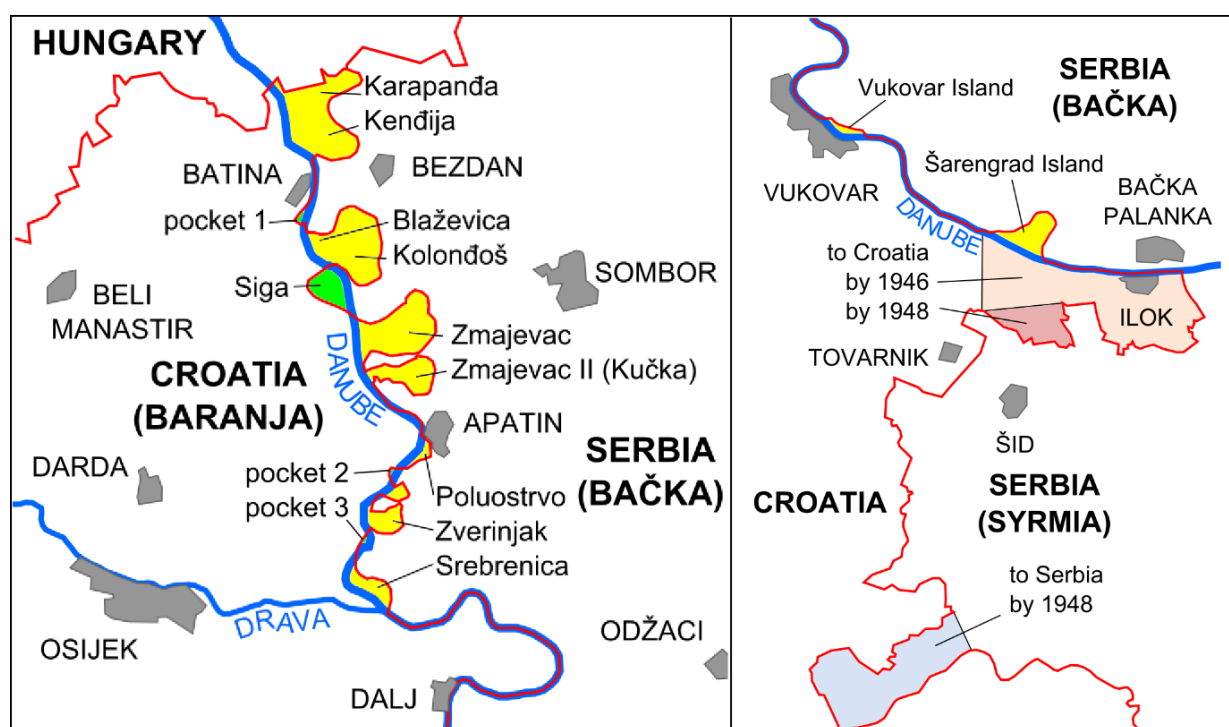 HUNGARY
Karapanđa
Kenđija
BATINA
BEZDAN
pocket 1
Blaževica
Kolonđoš
Siga
SOMBOR
BELI
MANASTIR
Zmajevac
DANUBE
CROATIA
(BARANJA)
Zmajevac II (Kučka)
APATIN
DARDA
pocket 2
SERBIA
(BAČKA)
Poluostrvo
pocket 3
Zverinjak
Srebrenica
DRAVA
OSIJEK
ODŽACI
DALJ
SERBIA
(BAČKA)
Vukovar Island
VUKOVAR
Šarengrad Island
BAČKA
PALANKA
DANUBE
to Croatia
by 1946
by 1948
ILOK
TOVARNIK
ŠID
CROATIA
SERBIA
(SYRMIA)
to Serbia
by 1948